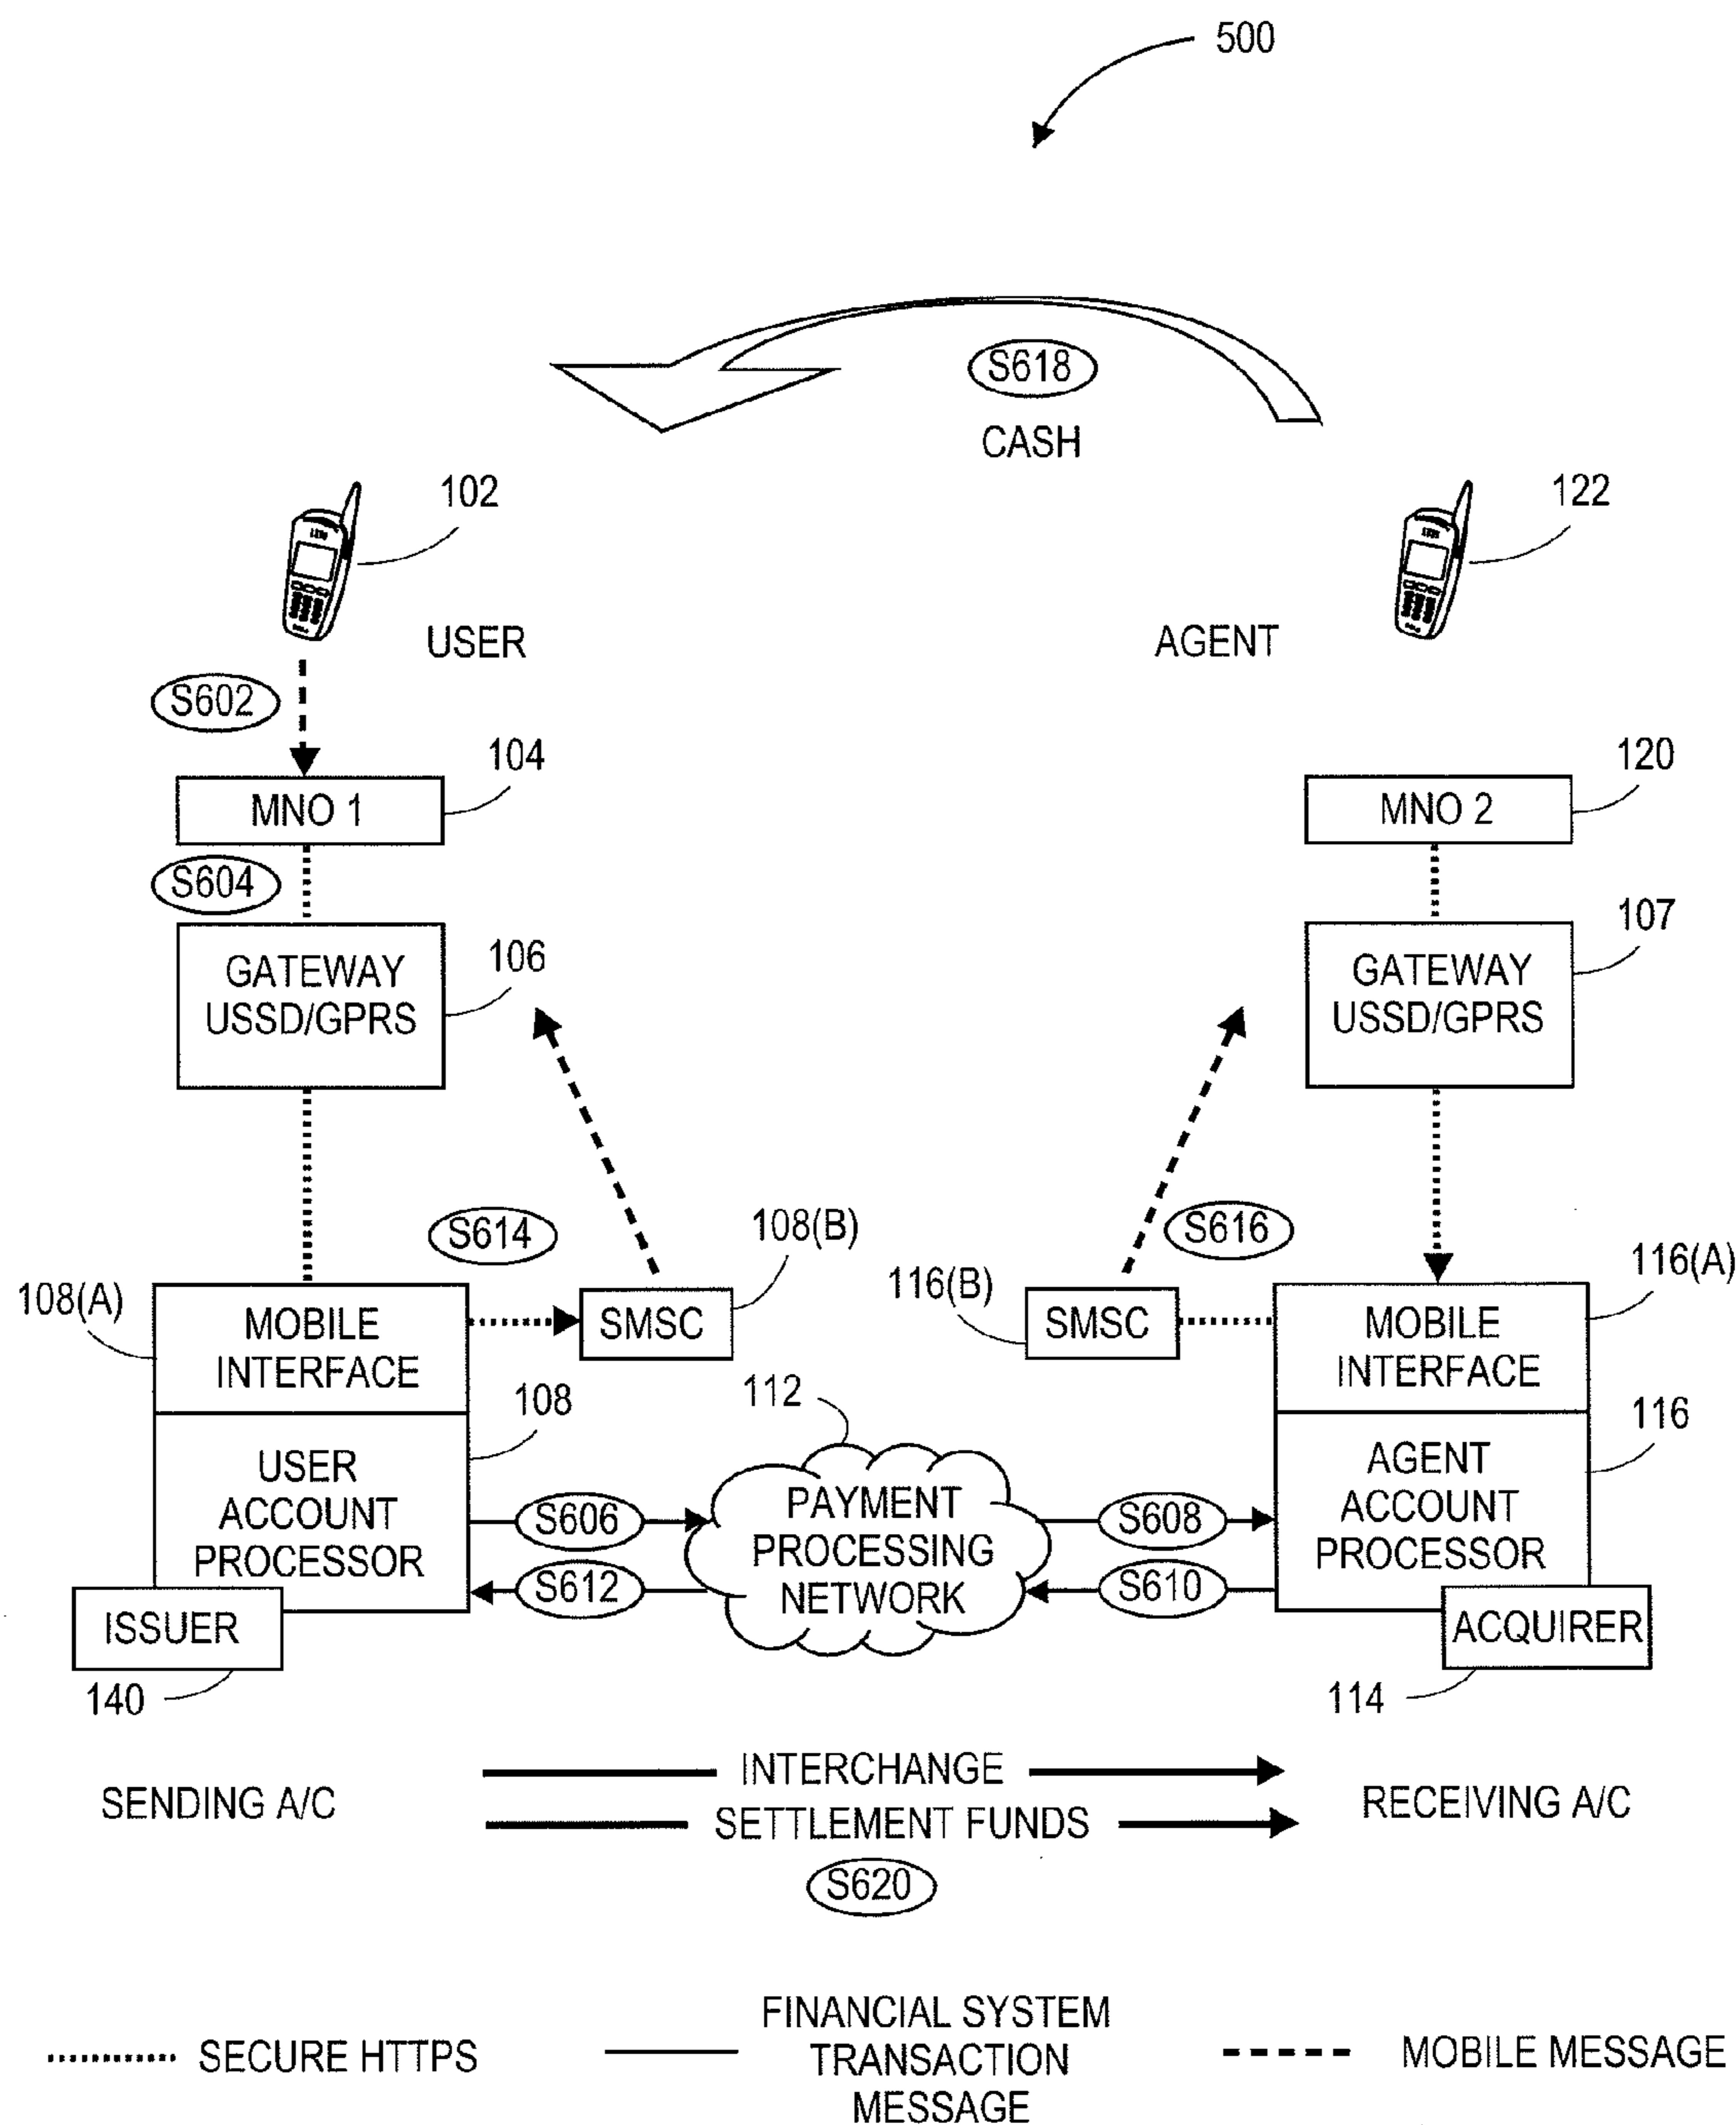 500
S618
CASH
102
122
USER
AGENT
S602
104
120
MNO 1
MNO 2
S604
106
107
GATEWAY
USSD/GPRS
GATEWAY
USSD/GPRS
S614
108(B)
S616
116(B)
116(A)
108(A)
MOBILE
INTERFACE
SMSC
SMSC
MOBILE
INTERFACE
108
112
116
USER
ACCOUNT
PROCESSOR
S606
S612
PAYMENT
PROCESSING
NETWORK
S608
S610
AGENT
ACCOUNT
PROCESSOR
ISSUER
ACQUIRER
140
114
SENDING A/C
INTERCHANGE
SETTLEMENT FUNDS
RECEIVING A/C
S620
SECURE HTTPS
FINANCIAL SYSTEM
TRANSACTION
MESSAGE
MOBILE MESSAGE